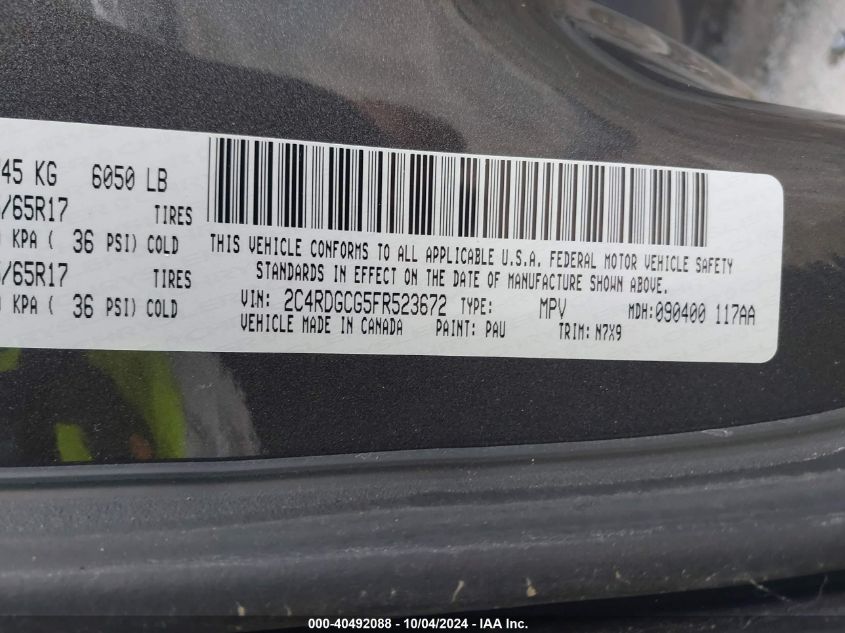 45 KG 6050 LB
/65R17 TIRES
KPA ( 36 PSI) COLD
/65R17 TIRES
KPA ( 36 PSI) COLD
THIS VEHICLE CONFORMS TO ALL APPLICABLE U.S.A. FEDERAL MOTOR VEHICLE SAFETY
STANDARDS IN EFFECT ON THE DATE OF MANUFACTURE SHOWN ABOVE.
VIN: 2C4RDGCG5FR523672 TYPE: MPV MDH: 090400 117AA
VEHICLE MADE IN CANADA PAINT: PAU TRIM: N7X9
000-40492088 - 10/04/2024 - IAA Inc.